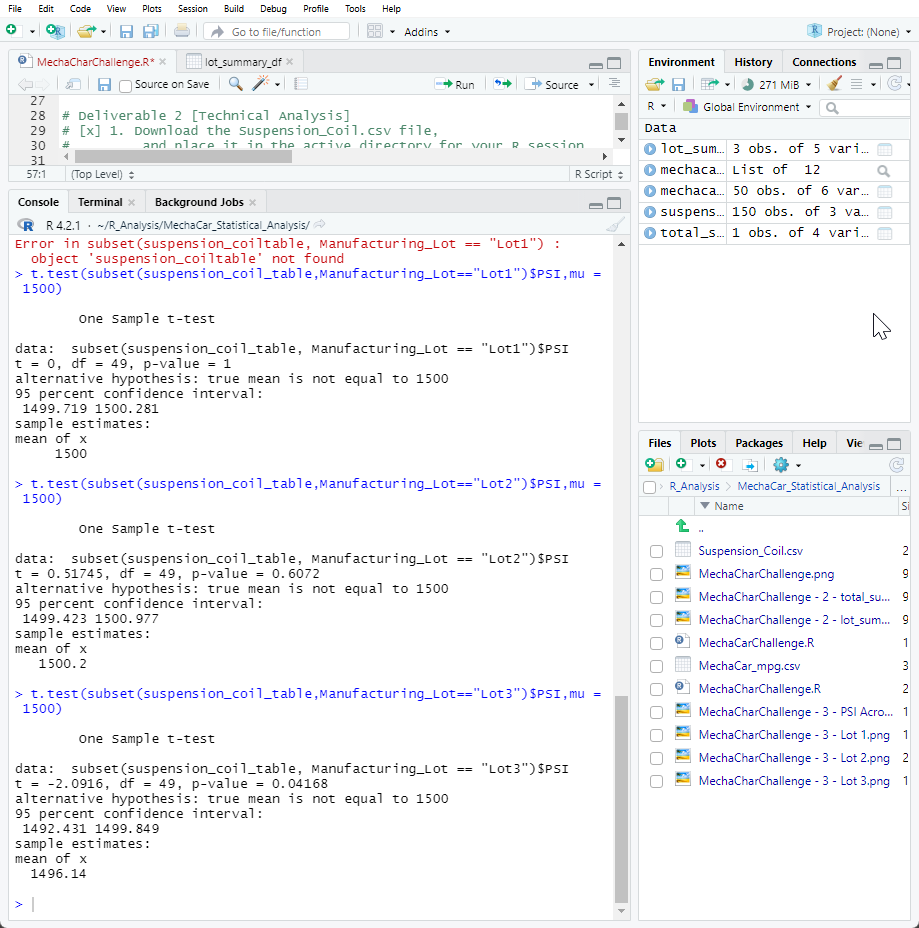 File Edit Code View Plots Session Build Debug Profile Tools Help
Go to file/function
Addins
Project: (None)
MechaCharChallenge.R*
lot_summary_df
Source on Save
Run
Source
27
28 # Deliverable 2 [Technical Analysis]
29 # [x] 1. Download the Suspension_Coil.csv file,
30 # and place it in the active directory for your R session
31
57:1 (Top Level) R Script
Console Terminal Background Jobs
R 4.2.1 · ~/R_Analysis/MechaCar_Statistical_Analysis/
Error in subset(suspension_coiltable, Manufacturing_Lot == "Lot1") :
object 'suspension_coiltable' not found
> t.test(subset(suspension_coil_table,Manufacturing_Lot=="Lot1")$PSI,mu =
1500)
One Sample t-test
data: subset(suspension_coil_table, Manufacturing_Lot == "Lot1")$PSI
t = 0, df = 49, p-value = 1
alternative hypothesis: true mean is not equal to 1500
95 percent confidence interval:
1499.719 1500.281
sample estimates:
mean of x
1500
> t.test(subset(suspension_coil_table,Manufacturing_Lot=="Lot2")$PSI,mu =
1500)
One Sample t-test
data: subset(suspension_coil_table, Manufacturing_Lot == "Lot2")$PSI
t = 0.51745, df = 49, p-value = 0.6072
alternative hypothesis: true mean is not equal to 1500
95 percent confidence interval:
1499.423 1500.977
sample estimates:
mean of x
1500.2
> t.test(subset(suspension_coil_table,Manufacturing_Lot=="Lot3")$PSI,mu =
1500)
One Sample t-test
data: subset(suspension_coil_table, Manufacturing_Lot == "Lot3")$PSI
t = -2.0916, df = 49, p-value = 0.04168
alternative hypothesis: true mean is not equal to 1500
95 percent confidence interval:
1492.431 1499.849
sample estimates:
mean of x
1496.14
>
Environment History Connections
271 MiB
R Global Environment
Data
lot_sum… 3 obs. of 5 vari…
mechaca… List of 12
mechaca… 50 obs. of 6 var…
suspens… 150 obs. of 3 va…
total_s… 1 obs. of 4 vari…
Files Plots Packages Help Vie
R_Analysis MechaCar_Statistical_Analysis ...
Name Si
..
Suspension_Coil.csv 2
MechaCharChallenge.png 9
MechaCharChallenge - 2 - total_su... 9
MechaCharChallenge - 2 - lot_sum... 9
MechaCarChallenge.R 1
MechaCar_mpg.csv 3
MechaCharChallenge.R 2
MechaCharChallenge - 3 - PSI Acro... 1
MechaCharChallenge - 3 - Lot 1.png 1
MechaCharChallenge - 3 - Lot 2.png 2
MechaCharChallenge - 3 - Lot 3.png 1